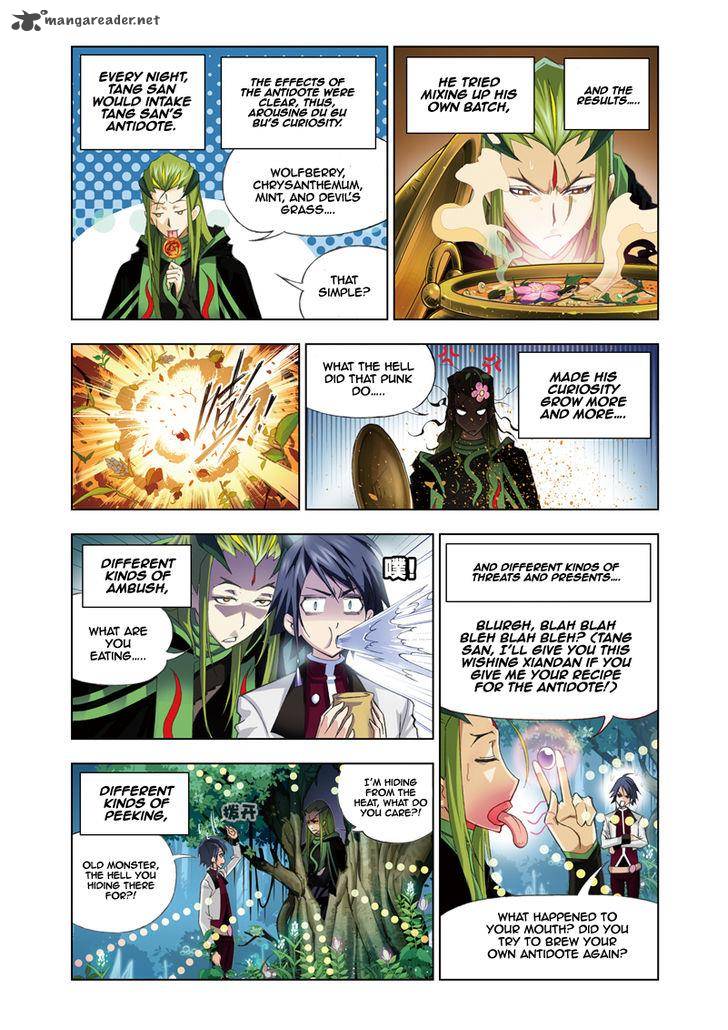 mangareader.net
EVERY NIGHT,
TANG SAN
WOULD INTAKE
TANG SAN'S
ANTIDOTE.
THE EFFECTS OF
THE ANTIDOTE WERE
CLEAR, THUS,
AROUSING DU GU
BU'S CURIOSITY.
WOLFBERRY,
CHRYSANTHEMUM,
MINT, AND DEVIL'S
GRASS....
THAT
SIMPLE?
HE TRIED
MIXING UP HIS
OWN BATCH,
AND THE
RESULTS.....
WHAT THE HELL
DID THAT PUNK
DO.....
MADE HIS
CURIOSITY
GROW MORE
AND MORE....
DIFFERENT
KINDS OF
AMBUSH,
噗!
WHAT ARE
YOU
EATING.....
AND DIFFERENT KINDS OF
THREATS AND PRESENTS....
BLURGH, BLAH BLAH
BLEH BLAH BLEH? (TANG
SAN, I'LL GIVE YOU THIS
WISHING XIANDAN IF YOU
GIVE ME YOUR RECIPE
FOR THE ANTIDOTE!')
DIFFERENT
KINDS OF
PEEKING,
拨开
I'M HIDING
FROM THE
HEAT, WHAT DO
YOU CARE?!
OLD MONSTER,
THE HELL YOU
HIDING THERE
FOR?!
WHAT HAPPENED TO
YOUR MOUTH? DID YOU
TRY TO BREW YOUR
OWN ANTIDOTE AGAIN?